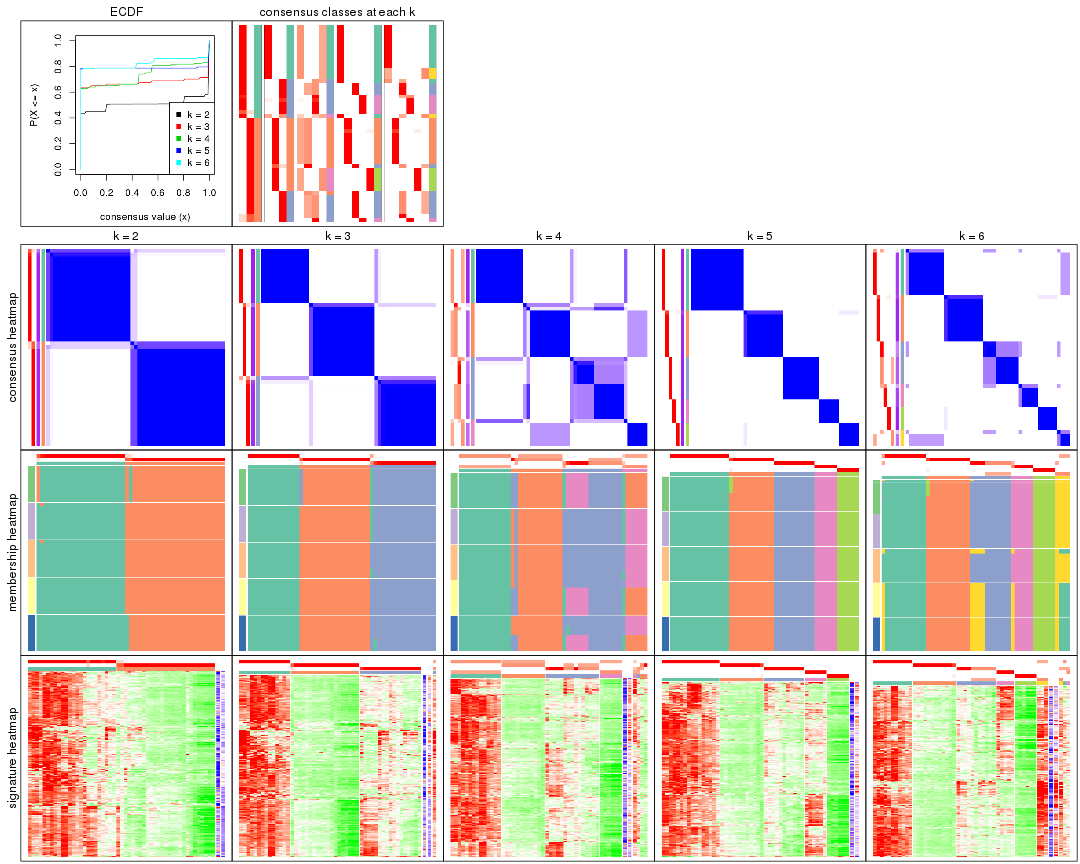 ECDF
consensus classes at each k
P(X <= x)
0.0 0.2 0.4 0.6 0.8 1.0
k = 2
k = 3
k = 4
k = 5
k = 6
0.0 0.2 0.4 0.6 0.8 1.0
consensus value (x)
k = 2
k = 3
k = 4
k = 5
k = 6
consensus heatmap
membership heatmap
signature heatmap